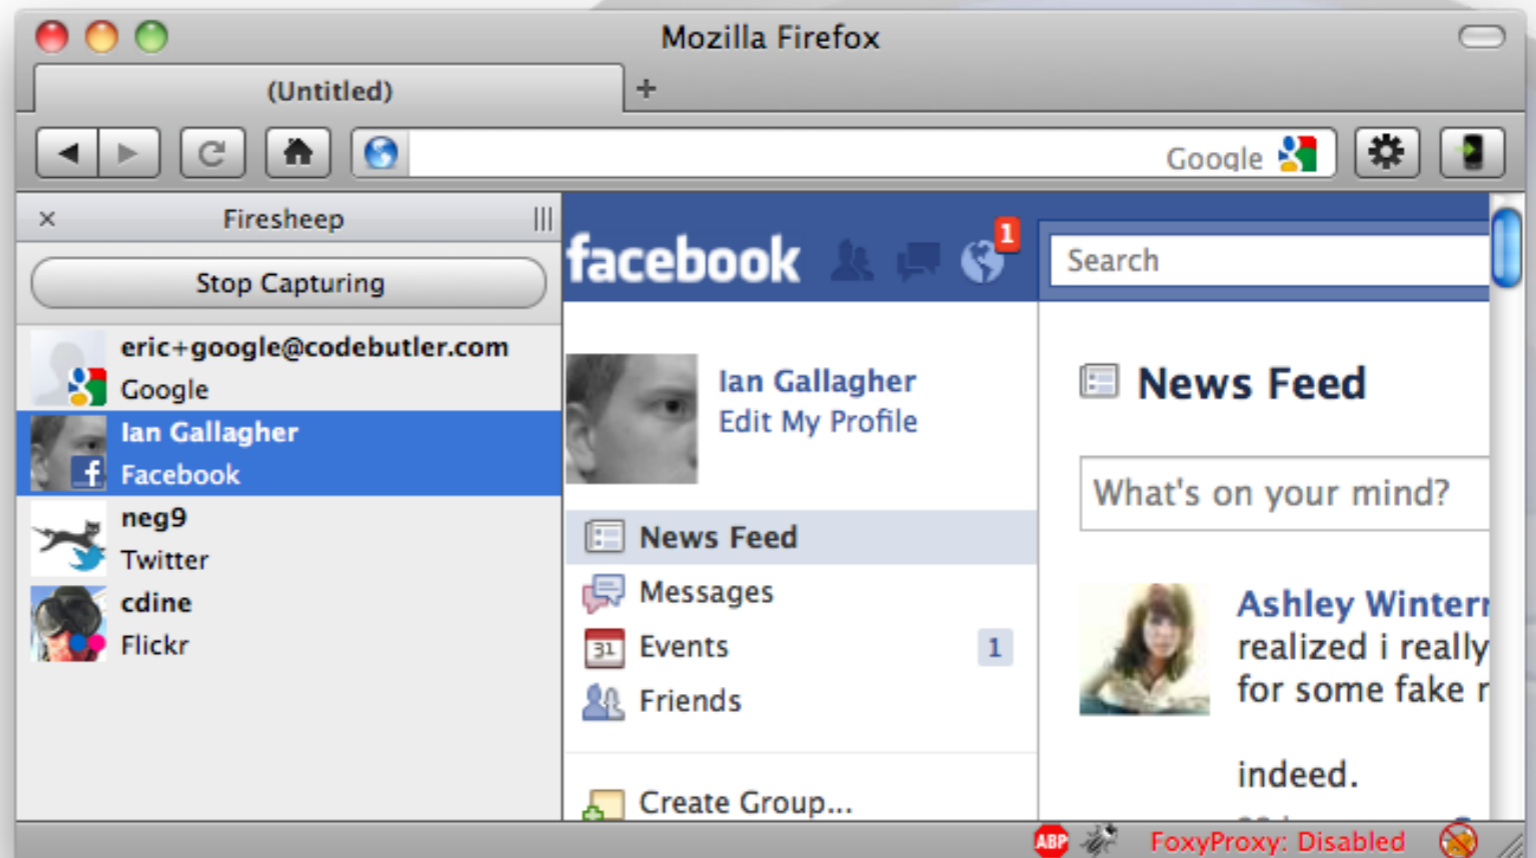 Mozilla Firefox
(Untitled)
Google
Firesheep
Stop Capturing
eric+google@codebutler.com
Google
Ian Gallagher
Facebook
neg9
Twitter
cdine
Flickr
facebook
1
Search
Ian Gallagher
Edit My Profile
News Feed
Messages
31 Events 1
Friends
Create Group...
News Feed
What's on your mind?
Ashley
realized i really
for some fake
indeed.
ABP FoxyProxy: Disabled